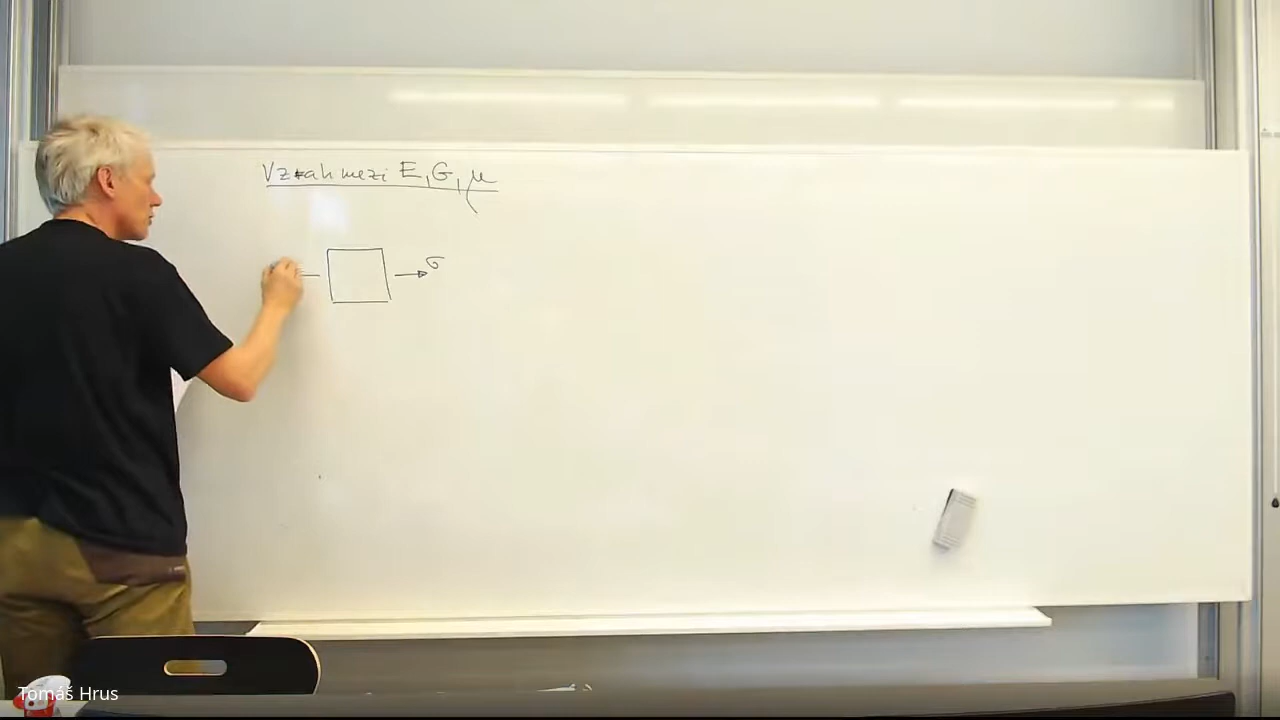 Vztah mezi E, G, μ
σ
Tomáš Hrus